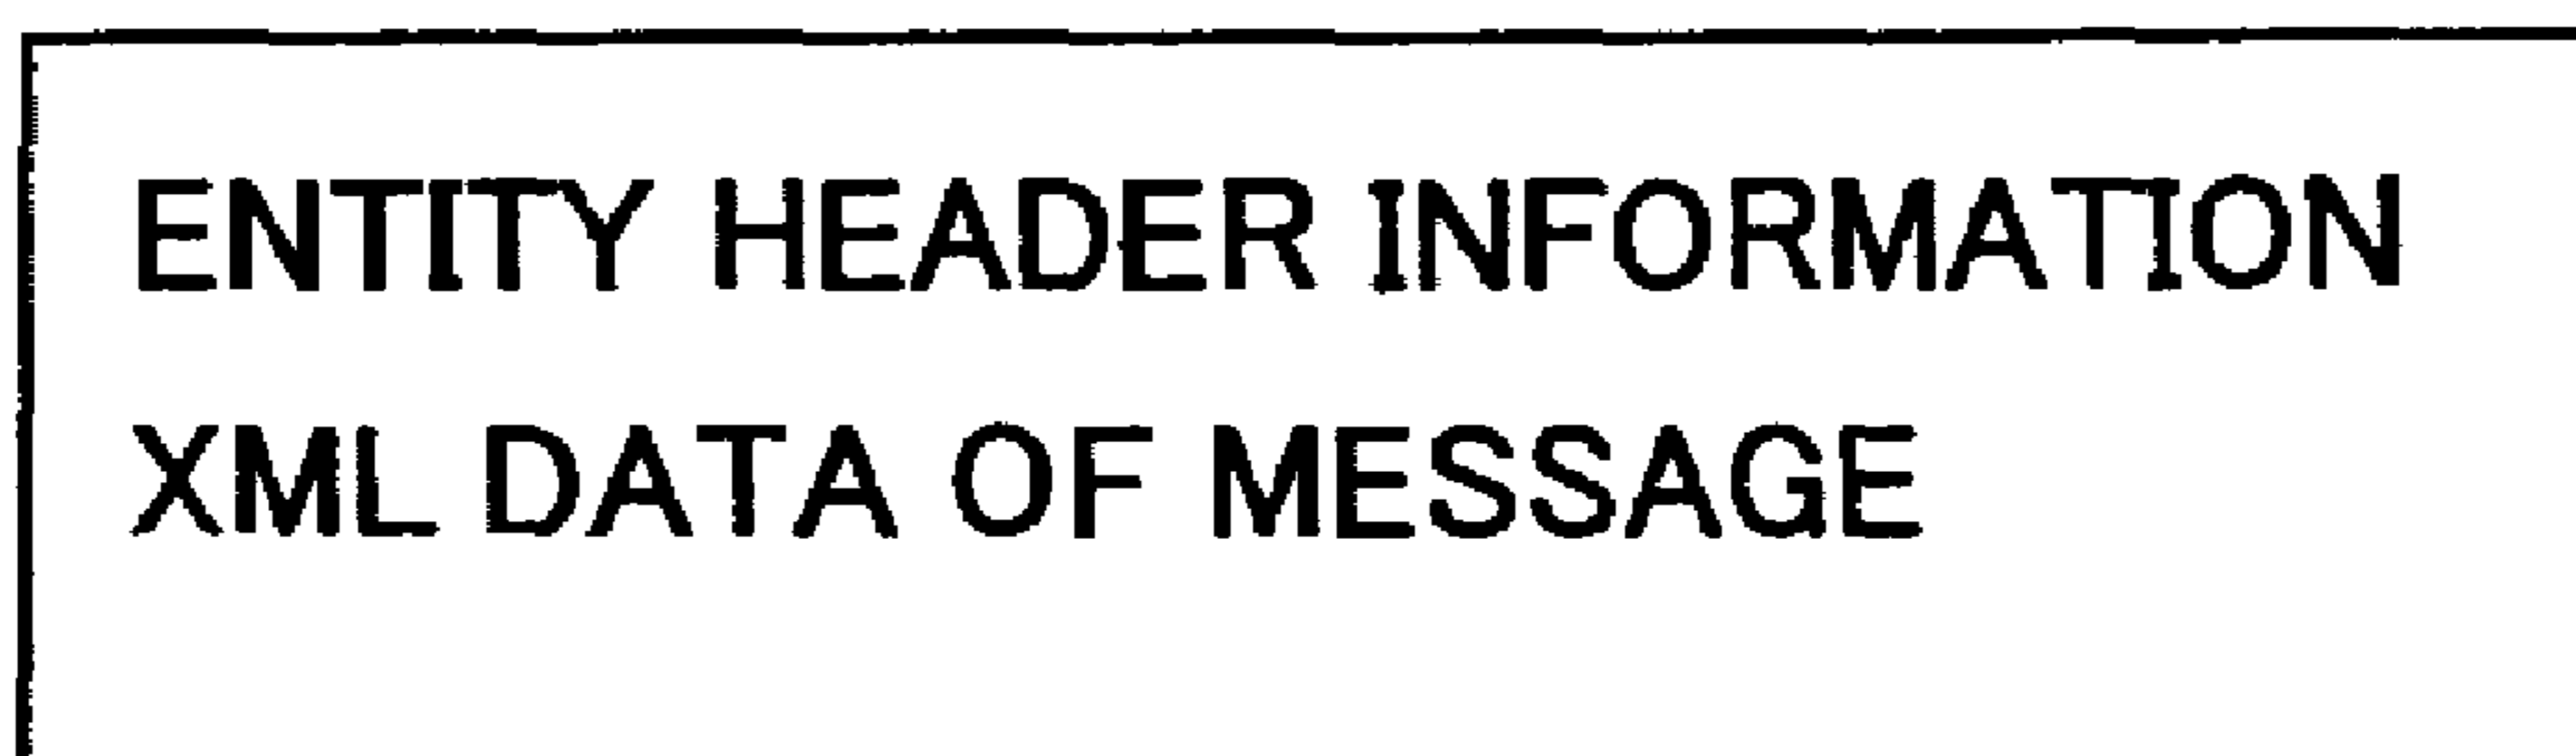 ENTITY HEADER INFORMATION
XML DATA OF MESSAGE